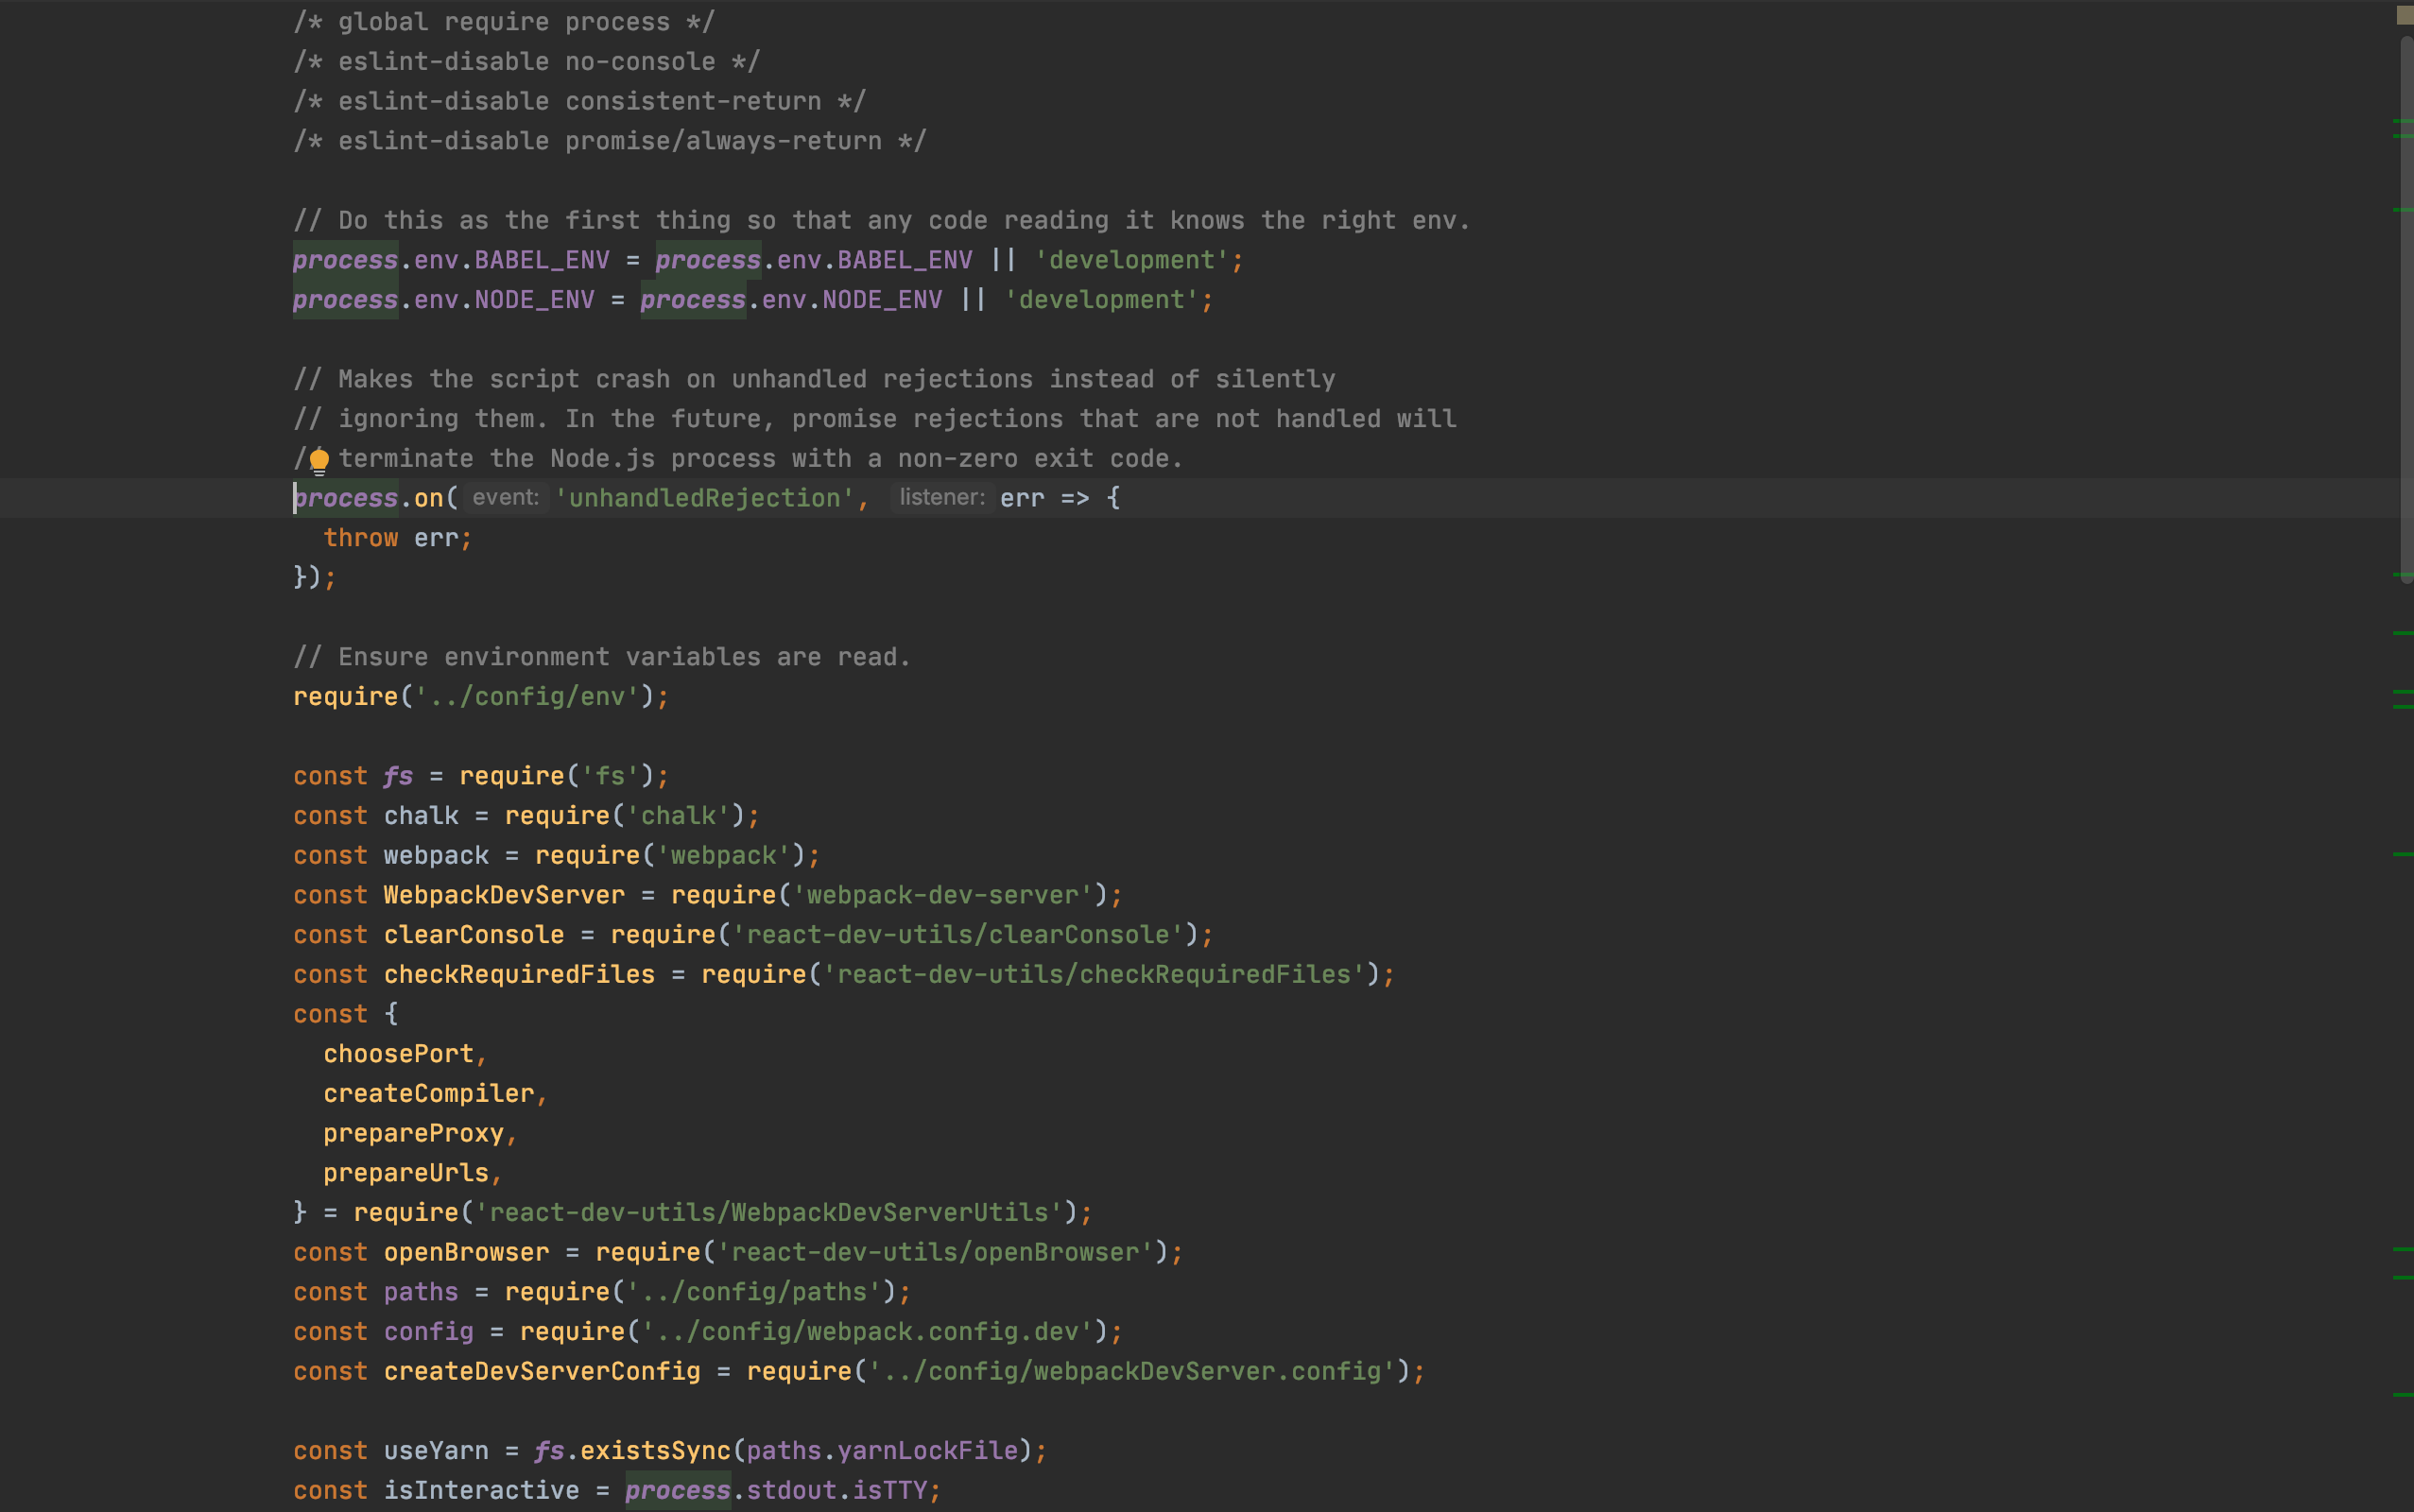 /* global require process */
/* eslint-disable no-console */
/* eslint-disable consistent-return */
/* eslint-disable promise/always-return */

// Do this as the first thing so that any code reading it knows the right env.
process.env.BABEL_ENV = process.env.BABEL_ENV || 'development';
process.env.NODE_ENV = process.env.NODE_ENV || 'development';

// Makes the script crash on unhandled rejections instead of silently
// ignoring them. In the future, promise rejections that are not handled will
// terminate the Node.js process with a non-zero exit code.
process.on( event: 'unhandledRejection', listener: err => {
  throw err;
});

// Ensure environment variables are read.
require('../config/env');

const fs = require('fs');
const chalk = require('chalk');
const webpack = require('webpack');
const WebpackDevServer = require('webpack-dev-server');
const clearConsole = require('react-dev-utils/clearConsole');
const checkRequiredFiles = require('react-dev-utils/checkRequiredFiles');
const {
  choosePort,
  createCompiler,
  prepareProxy,
  prepareUrls,
} = require('react-dev-utils/WebpackDevServerUtils');
const openBrowser = require('react-dev-utils/openBrowser');
const paths = require('../config/paths');
const config = require('../config/webpack.config.dev');
const createDevServerConfig = require('../config/webpackDevServer.config');

const useYarn = fs.existsSync(paths.yarnLockFile);
const isInteractive = process.stdout.isTTY;